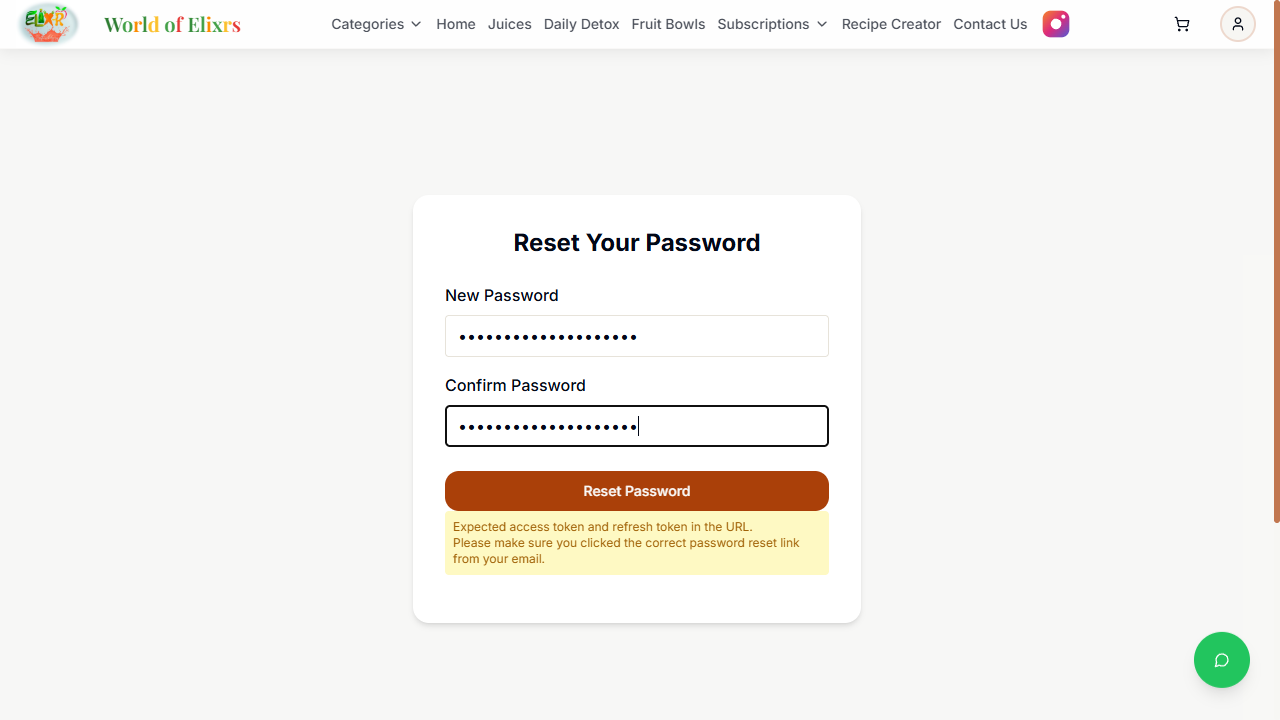 ELIXR
World of Elixrs
Categories
Home
Juices
Daily Detox
Fruit Bowls
Subscriptions
Recipe Creator
Contact Us
Reset Your Password
New Password
••••••••••••••••••••
Confirm Password
••••••••••••••••••••
Reset Password
Expected access token and refresh token in the URL.
Please make sure you clicked the correct password reset link
from your email.